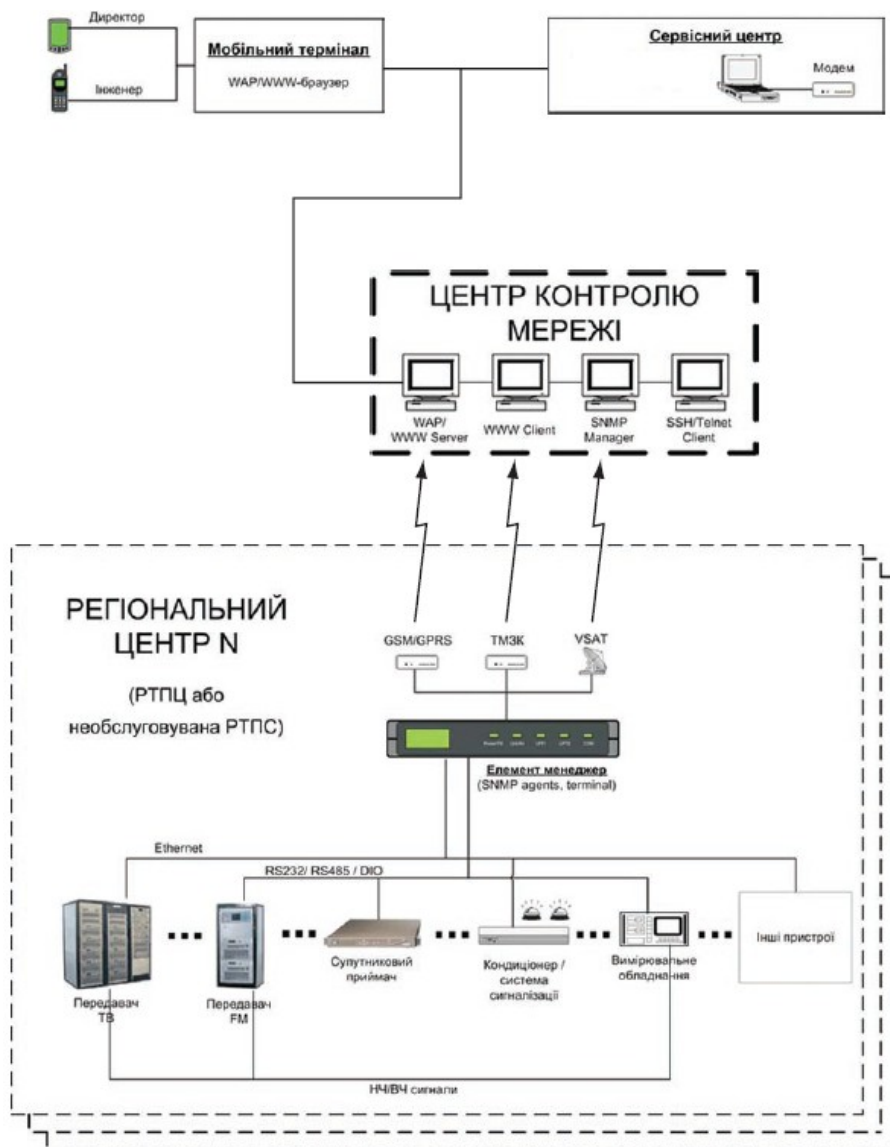 Директор
Інженер
Мобільний термінал
WAP/WWW-браузер
Сервісний центр
Модем
ЦЕНТР КОНТРОЛЮ
МЕРЕЖІ
WAP/
WWW Server
WWW Client
SNMP
Manager
SSH/Telnet
Client
РЕГІОНАЛЬНИЙ
ЦЕНТР N
(РТПЦ або
необслуговувана РТПС)
GSM/GPRS
ТМЗК
VSAT
Елемент менеджер
(SNMP agents, terminal)
Ethernet
RS232/ RS485 / DIO
Передавач
ТВ
Передавач
FM
Супутниковий
приймач
Кондиціонер /
система
сигналізації
Вимірювальне
обладнання
Інші пристрої
НЧ/ВЧ сигнали